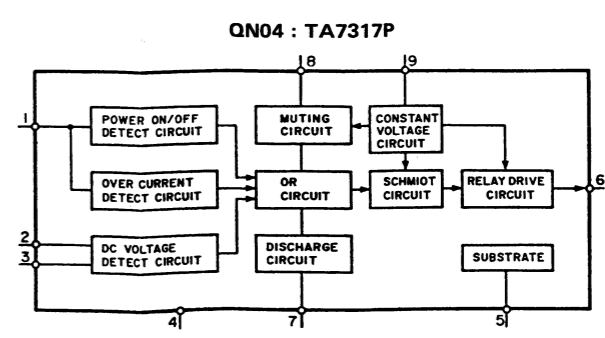 QN04 : TA7317P
8
9
1
POWER ON/OFF
DETECT CIRCUIT
MUTING
CIRCUIT
CONSTANT
VOLTAGE
CIRCUIT
OVER CURRENT
DETECT CIRCUIT
OR
CIRCUIT
SCHMIOT
CIRCUIT
RELAY DRIVE
CIRCUIT
6
2
3
DC VOLTAGE
DETECT CIRCUIT
DISCHARGE
CIRCUIT
SUBSTRATE
4
7
5